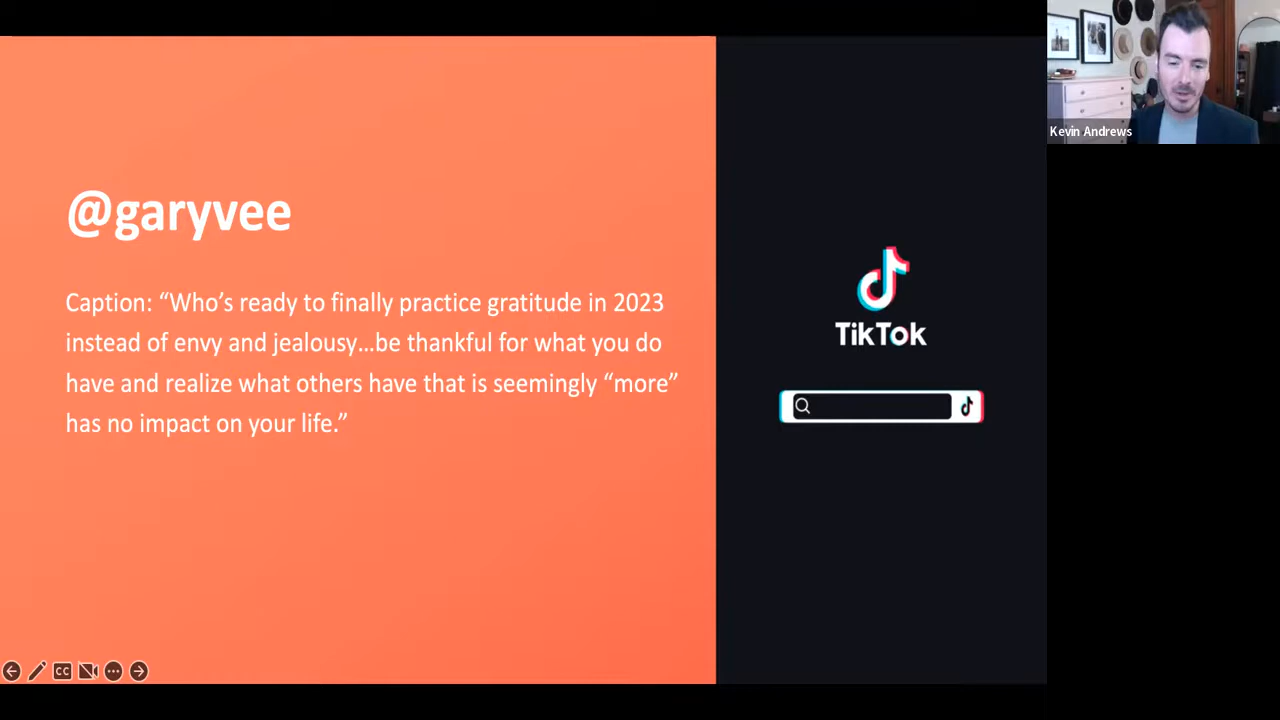 @garyvee
Caption: “Who’s ready to finally practice gratitude in 2023
instead of envy and jealousy...be thankful for what you do
have and realize what others have that is seemingly “more”
has no impact on your life.”
TikTok
Kevin Andrews
CC